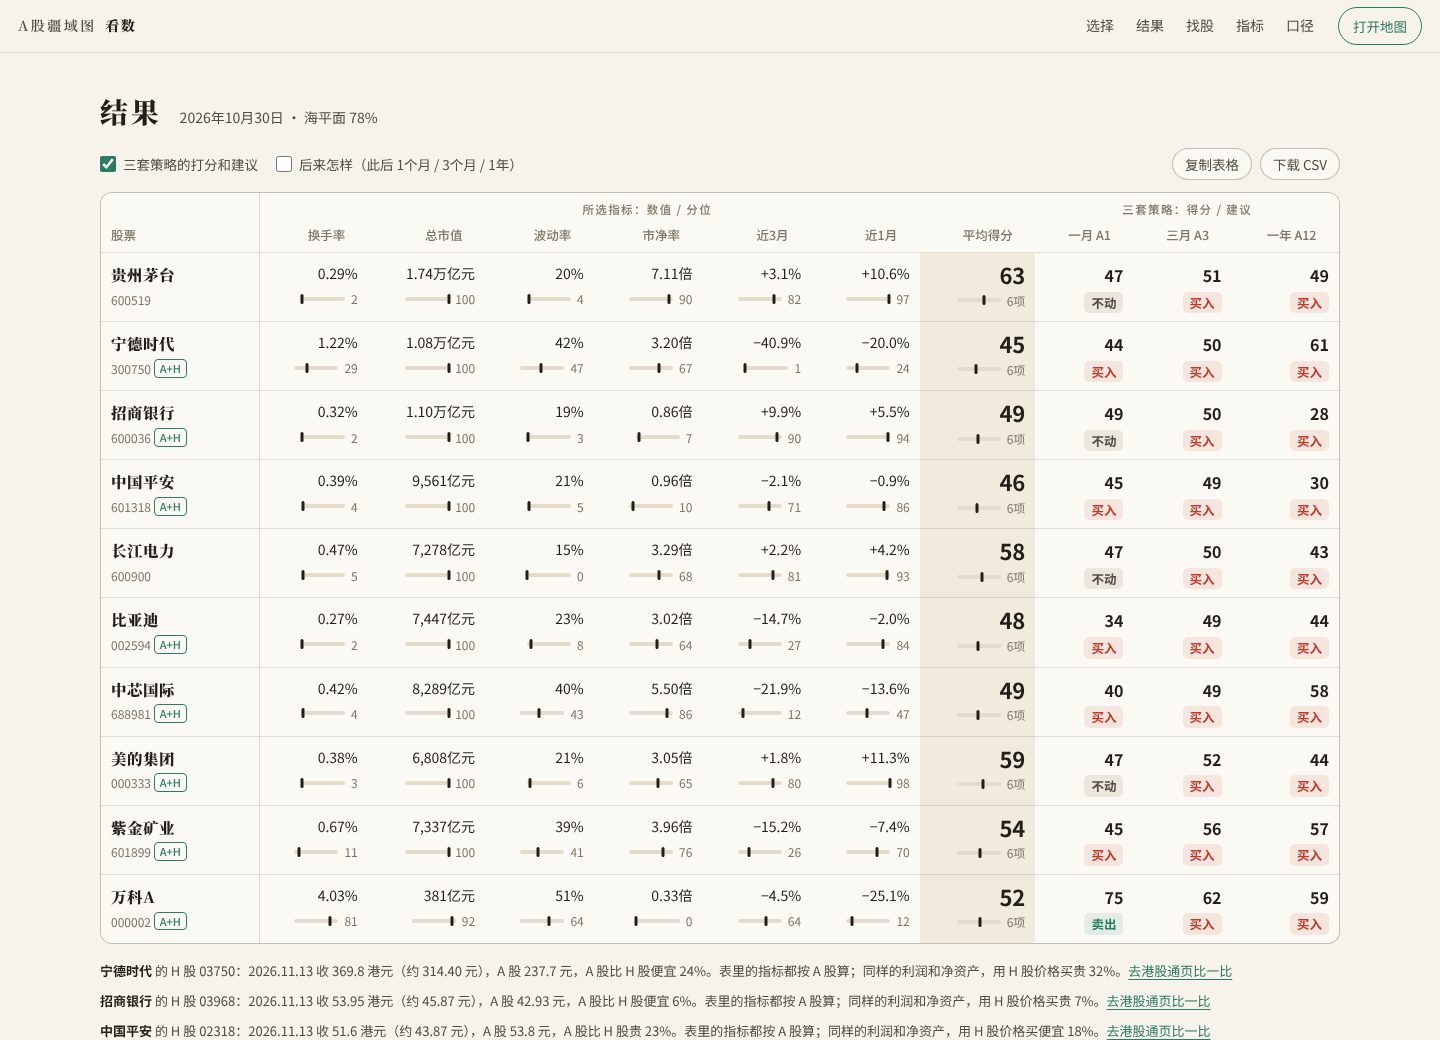 A股疆域图 看数 选择 结果 找股 指标 口径 打开地图
结果 2026年10月30日 · 海平面 78%
三套策略的打分和建议 后来怎样（此后 1个月 / 3个月 / 1年） 复制表格 下载 CSV
所选指标：数值 / 分位 三套策略：得分 / 建议
股票 换手率 总市值 波动率 市净率 近3月 近1月 平均得分 一月 A1 三月 A3 一年 A12
贵州茅台 0.29% 1.74万亿元 20% 7.11倍 +3.1% +10.6% 63 47 51 49
600519 2 100 4 90 82 97 6项 不动 买入 买入
宁德时代 1.22% 1.08万亿元 42% 3.20倍 −40.9% −20.0% 45 44 50 61
300750 A+H 29 100 47 67 1 24 6项 买入 买入 买入
招商银行 0.32% 1.10万亿元 19% 0.86倍 +9.9% +5.5% 49 49 50 28
600036 A+H 2 100 3 7 90 94 6项 不动 买入 买入
中国平安 0.39% 9,561亿元 21% 0.96倍 −2.1% −0.9% 46 45 49 30
601318 A+H 4 100 5 10 71 86 6项 买入 买入 买入
长江电力 0.47% 7,278亿元 15% 3.29倍 +2.2% +4.2% 58 47 50 43
600900 5 100 0 68 81 93 6项 不动 买入 买入
比亚迪 0.27% 7,447亿元 23% 3.02倍 −14.7% −2.0% 48 34 49 44
002594 A+H 2 100 8 64 27 84 6项 买入 买入 买入
中芯国际 0.42% 8,289亿元 40% 5.50倍 −21.9% −13.6% 49 40 49 58
688981 A+H 4 100 43 86 12 47 6项 买入 买入 买入
美的集团 0.38% 6,808亿元 21% 3.05倍 +1.8% +11.3% 59 47 52 44
000333 A+H 3 100 6 65 80 98 6项 不动 买入 买入
紫金矿业 0.67% 7,337亿元 39% 3.96倍 −15.2% −7.4% 54 45 56 57
601899 A+H 11 100 41 76 26 70 6项 买入 买入 买入
万科A 4.03% 381亿元 51% 0.33倍 −4.5% −25.1% 52 75 62 59
000002 A+H 81 92 64 0 64 12 6项 卖出 买入 买入
宁德时代 的 H 股 03750：2026.11.13 收 369.8 港元（约 314.40 元），A 股 237.7 元，A 股比 H 股便宜 24%。表里的指标都按 A 股算；同样的利润和净资产，用 H 股价格买贵 32%。去港股通页比一比
招商银行 的 H 股 03968：2026.11.13 收 53.95 港元（约 45.87 元），A 股 42.93 元，A 股比 H 股便宜 6%。表里的指标都按 A 股算；同样的利润和净资产，用 H 股价格买贵 7%。去港股通页比一比
中国平安 的 H 股 02318：2026.11.13 收 51.6 港元（约 43.87 元），A 股 53.8 元，A 股比 H 股贵 23%。表里的指标都按 A 股算；同样的利润和净资产，用 H 股价格买便宜 18%。去港股通页比一比